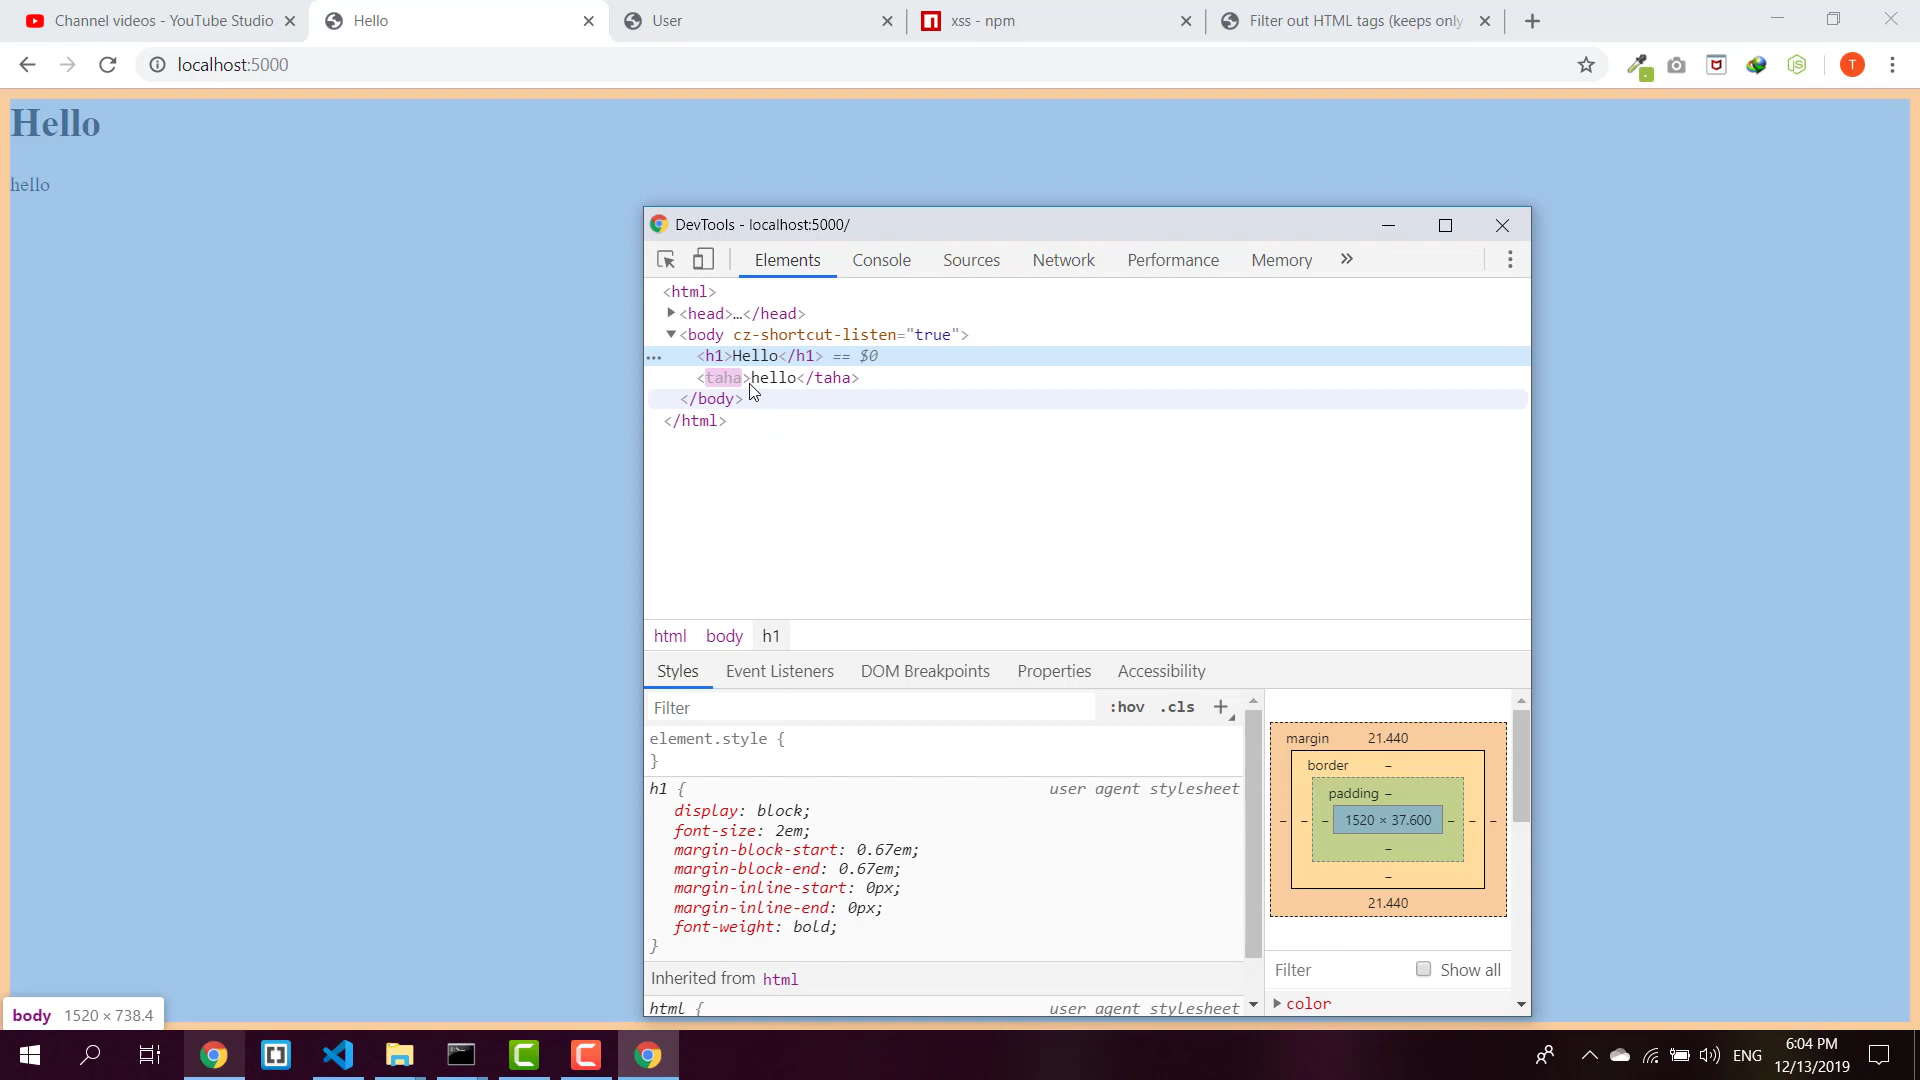 Channel videos - YouTube Studio
Hello
User
xss - npm
Filter out HTML tags (keeps only
localhost:5000
T
Hello
hello
DevTools - localhost:5000/
Elements
Console
Sources
Network
Performance
Memory
<html>
<head>…</head>
<body cz-shortcut-listen="true">
<h1>Hello</h1> == $0
<taha>hello</taha>
</body>
</html>
html
body
h1
Styles
Event Listeners
DOM Breakpoints
Properties
Accessibility
Filter
:hov
.cls
element.style {
}
h1 {
user agent stylesheet
display: block;
font-size: 2em;
margin-block-start: 0.67em;
margin-block-end: 0.67em;
margin-inline-start: 0px;
margin-inline-end: 0px;
font-weight: bold;
}
Inherited from html
html {
user agent stylesheet
margin
21.440
border
–
padding
–
– – – 1520 × 37.600 – – –
–
–
21.440
Filter
Show all
color
body 1520 × 738.4
ENG
6:04 PM
12/13/2019